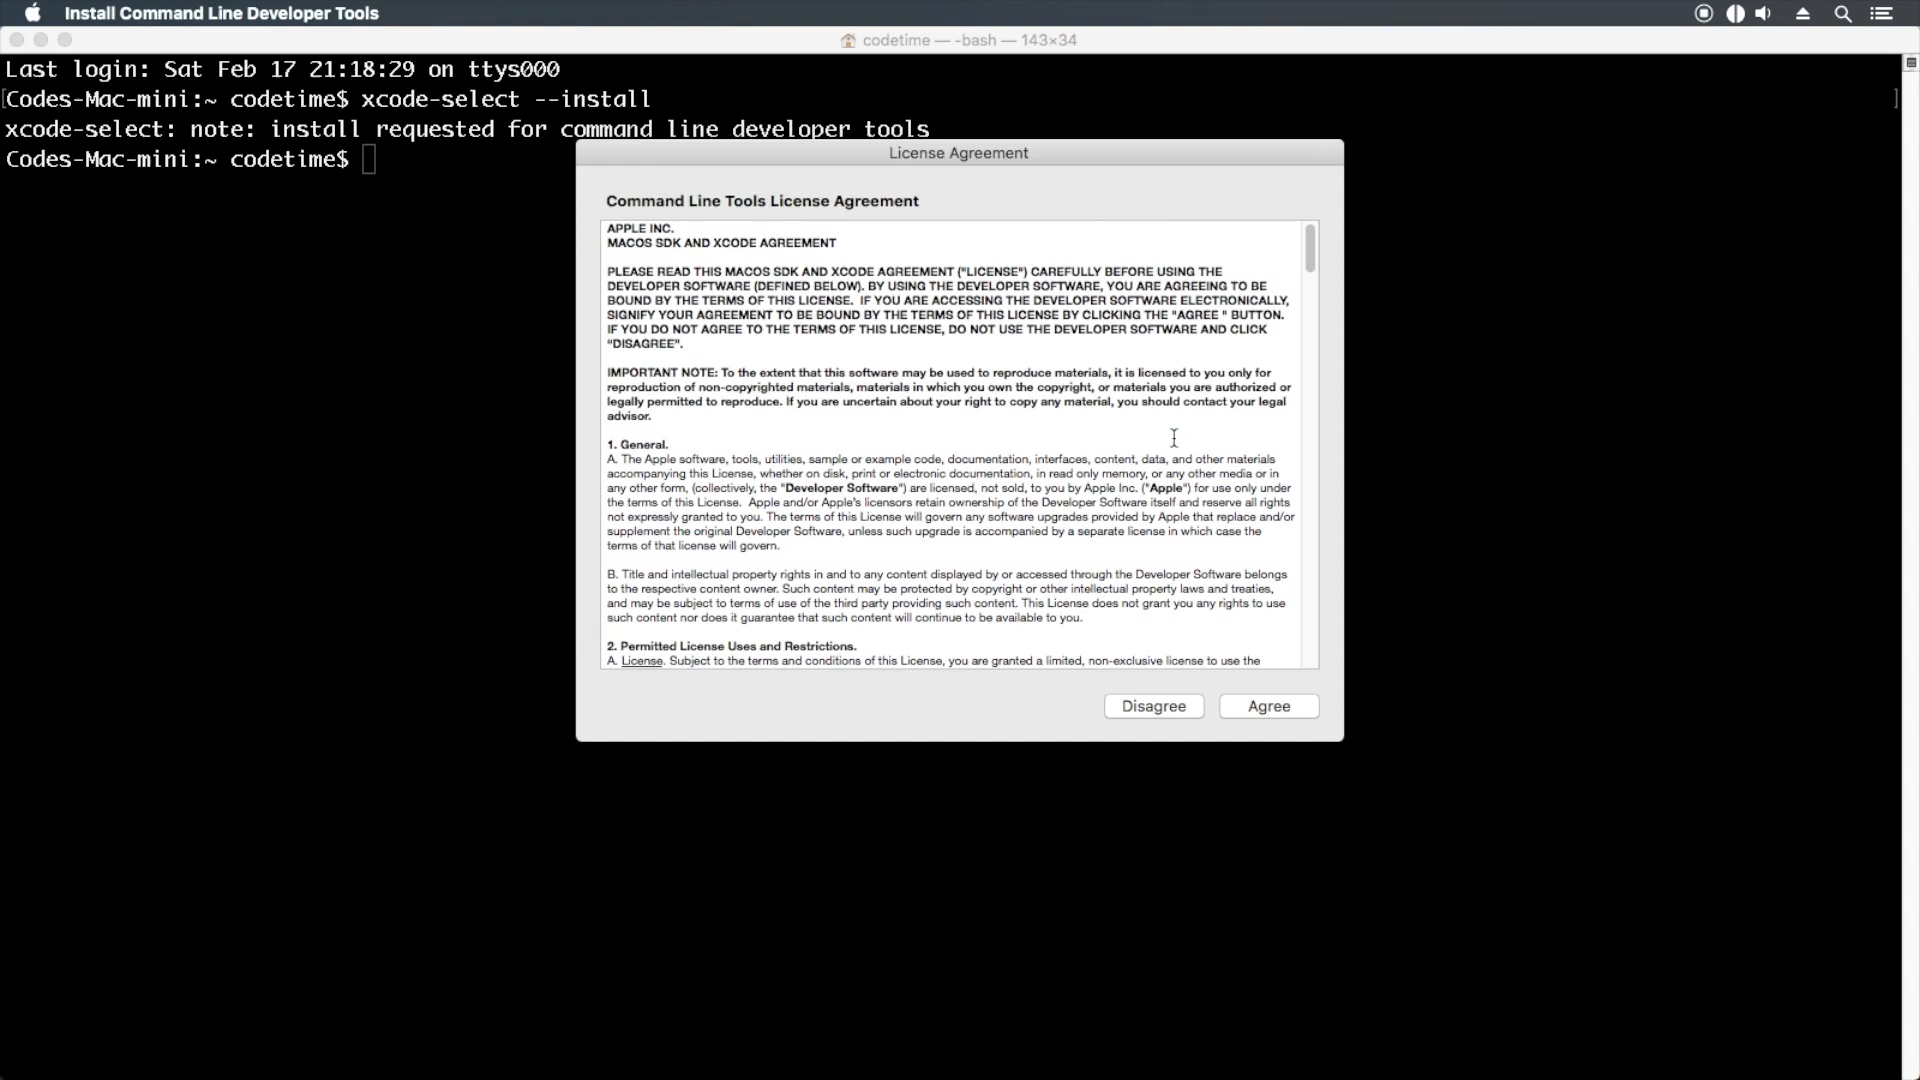 Install Command Line Developer Tools
codetime — -bash — 143×34
Last login: Sat Feb 17 21:18:29 on ttys000
[Codes-Mac-mini:~ codetime$ xcode-select --install ]
xcode-select: note: install requested for command line developer tools
Codes-Mac-mini:~ codetime$
License Agreement
Command Line Tools License Agreement
APPLE INC.
MACOS SDK AND XCODE AGREEMENT
PLEASE READ THIS MACOS SDK AND XCODE AGREEMENT ("LICENSE") CAREFULLY BEFORE USING THE
DEVELOPER SOFTWARE (DEFINED BELOW). BY USING THE DEVELOPER SOFTWARE, YOU ARE AGREEING TO BE
BOUND BY THE TERMS OF THIS LICENSE.  IF YOU ARE ACCESSING THE DEVELOPER SOFTWARE ELECTRONICALLY,
SIGNIFY YOUR AGREEMENT TO BE BOUND BY THE TERMS OF THIS LICENSE BY CLICKING THE "AGREE " BUTTON.
IF YOU DO NOT AGREE TO THE TERMS OF THIS LICENSE, DO NOT USE THE DEVELOPER SOFTWARE AND CLICK
“DISAGREE”.
IMPORTANT NOTE: To the extent that this software may be used to reproduce materials, it is licensed to you only for
reproduction of non-copyrighted materials, materials in which you own the copyright, or materials you are authorized or
legally permitted to reproduce. If you are uncertain about your right to copy any material, you should contact your legal
advisor.
1. General.
A. The Apple software, tools, utilities, sample or example code, documentation, interfaces, content, data, and other materials
accompanying this License, whether on disk, print or electronic documentation, in read only memory, or any other media or in
any other form, (collectively, the "Developer Software") are licensed, not sold, to you by Apple Inc. ("Apple") for use only under
the terms of this License.  Apple and/or Apple's licensors retain ownership of the Developer Software itself and reserve all rights
not expressly granted to you. The terms of this License will govern any software upgrades provided by Apple that replace and/or
supplement the original Developer Software, unless such upgrade is accompanied by a separate license in which case the
terms of that license will govern.
B. Title and intellectual property rights in and to any content displayed by or accessed through the Developer Software belongs
to the respective content owner. Such content may be protected by copyright or other intellectual property laws and treaties,
and may be subject to terms of use of the third party providing such content. This License does not grant you any rights to use
such content nor does it guarantee that such content will continue to be available to you.
2. Permitted License Uses and Restrictions.
A. License. Subject to the terms and conditions of this License, you are granted a limited, non-exclusive license to use the
Disagree
Agree